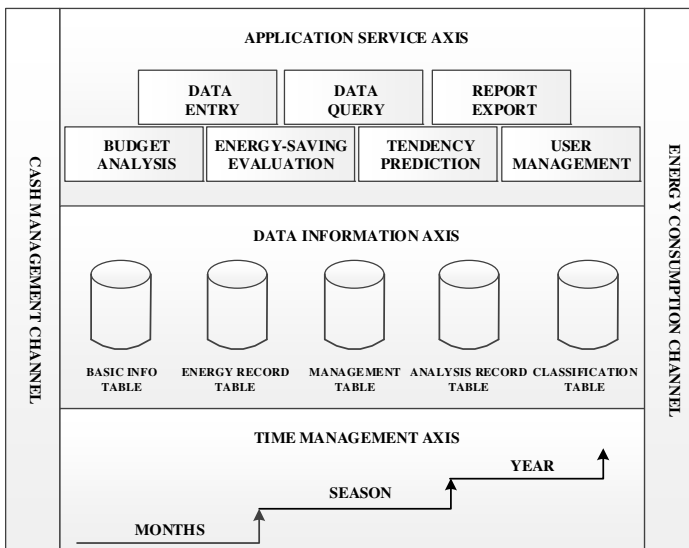 APPLICATION SERVICE AXIS
DATA
ENTRY
DATA
QUERY
REPORT
EXPORT
BUDGET
ANALYSIS
ENERGY-SAVING
EVALUATION
TENDENCY
PREDICTION
USER
MANAGEMENT
CASH MANAGEMENT CHANNEL
ENERGY CONSUMPTION CHANNEL
DATA INFORMATION AXIS
BASIC INFO
TABLE
ENERGY RECORD
TABLE
MANAGEMENT
TABLE
ANALYSIS RECORD
TABLE
CLASSIFICATION
TABLE
TIME MANAGEMENT AXIS
YEAR
SEASON
MONTHS